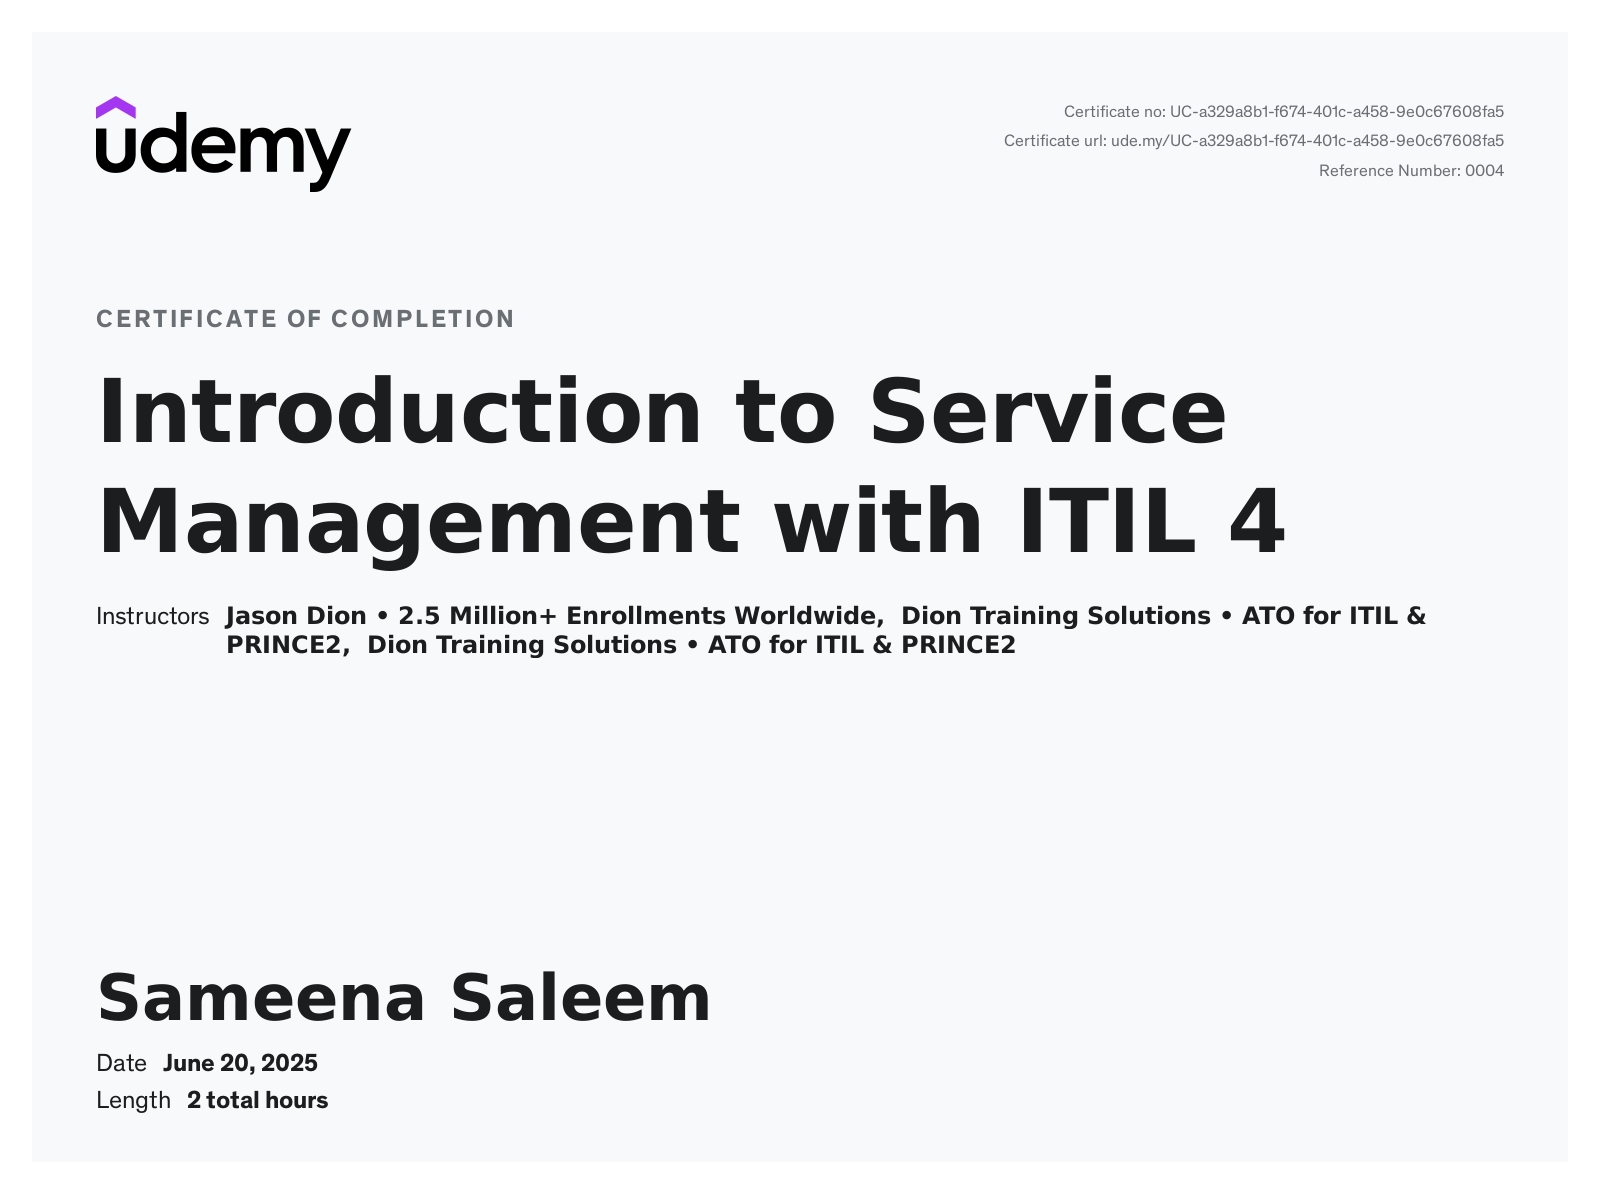 udemy
Certificate no: UC-a329a8b1-f674-401c-a458-9e0c67608fa5
Certificate url: ude.my/UC-a329a8b1-f674-401c-a458-9e0c67608fa5
Reference Number: 0004
CERTIFICATE OF COMPLETION
Introduction to Service
Management with ITIL 4
Instructors Jason Dion • 2.5 Million+ Enrollments Worldwide, Dion Training Solutions • ATO for ITIL &
PRINCE2, Dion Training Solutions • ATO for ITIL & PRINCE2
Sameena Saleem
Date June 20, 2025
Length 2 total hours